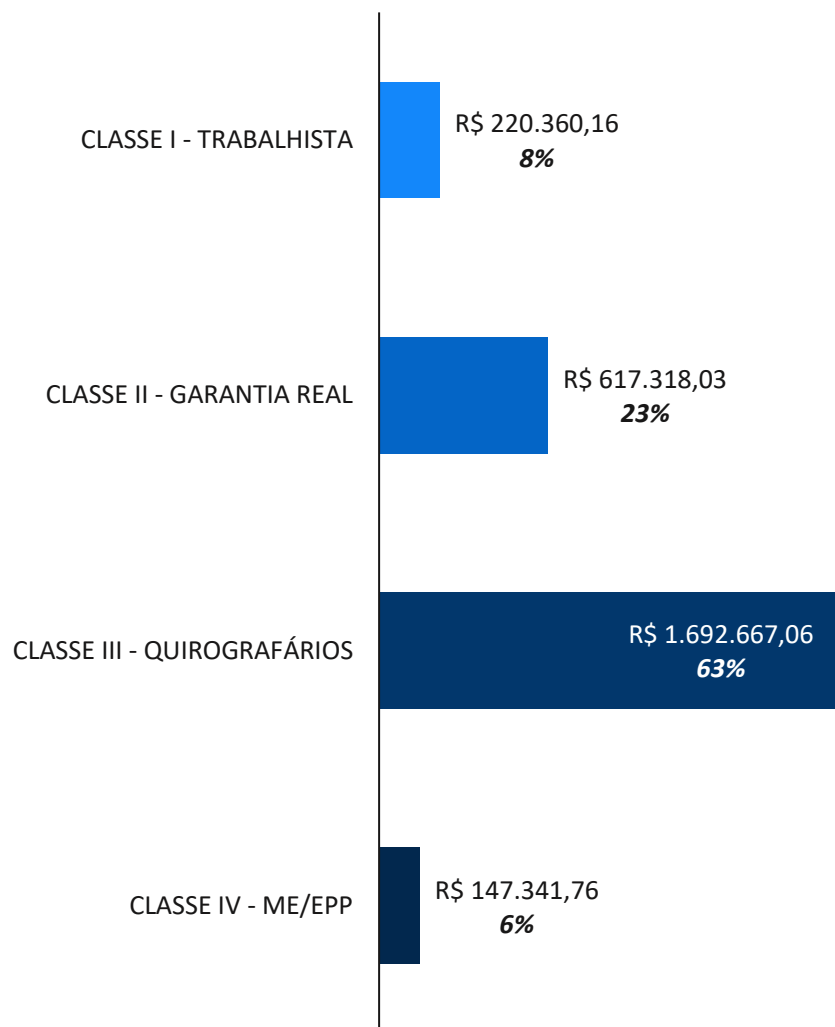 CLASSE I - TRABALHISTA
R$ 220.360,16
8%
CLASSE II - GARANTIA REAL
R$ 617.318,03
23%
CLASSE III - QUIROGRAFÁRIOS
R$ 1.692.667,06
63%
CLASSE IV - ME/EPP
R$ 147.341,76
6%